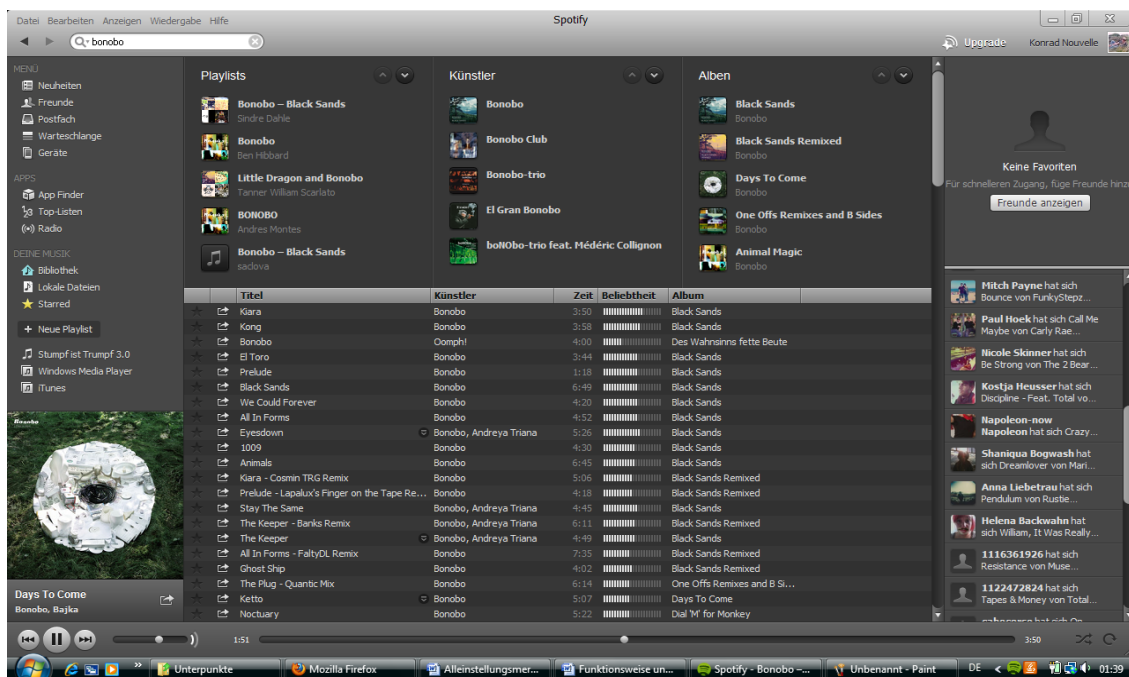 Datei Bearbeiten Anzeigen Wiedergabe Hilfe
Spotify
bonobo
Upgrade
Konrad Nouvelle
MENÜ
Neuheiten
Freunde
Postfach
Warteschlange
Geräte
APPS
App Finder
Top-Listen
Radio
DEINE MUSIK
Bibliothek
Lokale Dateien
Starred
+ Neue Playlist
Stumpf ist Trumpf 3.0
Windows Media Player
iTunes
Bonobo
Days To Come
Bonobo, Bajka
Playlists
Bonobo – Black Sands
Sindre Dahle
Bonobo
Ben Hibbard
Little Dragon and Bonobo
Tanner William Scarlato
BONOBO
Andres Montes
Bonobo – Black Sands
sadova
Künstler
Bonobo
Bonobo Club
Bonobo-trio
El Gran Bonobo
boNObo-trio feat. Médéric Collignon
Alben
Black Sands
Bonobo
Black Sands Remixed
Bonobo
Days To Come
Bonobo
One Offs Remixes and B Sides
Bonobo
Animal Magic
Bonobo
Titel Künstler Zeit Beliebtheit Album
Kiara Bonobo 3:50 Black Sands
Kong Bonobo 3:58 Black Sands
Bonobo Oomph! 4:00 Des Wahnsinns fette Beute
El Toro Bonobo 3:44 Black Sands
Prelude Bonobo 1:18 Black Sands
Black Sands Bonobo 6:49 Black Sands
We Could Forever Bonobo 4:20 Black Sands
All In Forms Bonobo 4:52 Black Sands
Eyesdown Bonobo, Andreya Triana 5:26 Black Sands
1009 Bonobo 4:30 Black Sands
Animals Bonobo 6:45 Black Sands
Kiara - Cosmin TRG Remix Bonobo 5:06 Black Sands Remixed
Prelude - Lapalux's Finger on the Tape Re... Bonobo 4:18 Black Sands Remixed
Stay The Same Bonobo, Andreya Triana 4:45 Black Sands
The Keeper - Banks Remix Bonobo, Andreya Triana 6:11 Black Sands Remixed
The Keeper Bonobo, Andreya Triana 4:49 Black Sands
All In Forms - FaltyDL Remix Bonobo 7:35 Black Sands Remixed
Ghost Ship Bonobo 4:02 Black Sands Remixed
The Plug - Quantic Mix Bonobo 6:14 One Offs Remixes and B Si...
Ketto Bonobo 5:07 Days To Come
Noctuary Bonobo 5:22 Dial 'M' for Monkey
Keine Favoriten
Für schnelleren Zugang, füge Freunde hinz
Freunde anzeigen
Mitch Payne hat sich
Bounce von FunkyStepz...
Paul Hoek hat sich Call Me
Maybe von Carly Rae...
Nicole Skinner hat sich
Be Strong von The 2 Bear...
Kostja Heusser hat sich
Discipline - Feat. Total vo...
Napoleon-now
Napoleon hat sich Crazy...
Shaniqua Bogwash hat
sich Dreamlover von Mari...
Anna Liebetrau hat sich
Pendulum von Rustie...
Helena Backwahn hat
sich William, It Was Really...
1116361926 hat sich
Resistance von Muse...
1122472824 hat sich
Tapes & Money von Total...
1:51
3:50
Unterpunkte
Mozilla Firefox
Alleinstellungsmer...
Funktionsweise un...
Spotify - Bonobo –...
Unbenannt - Paint
DE
01:39